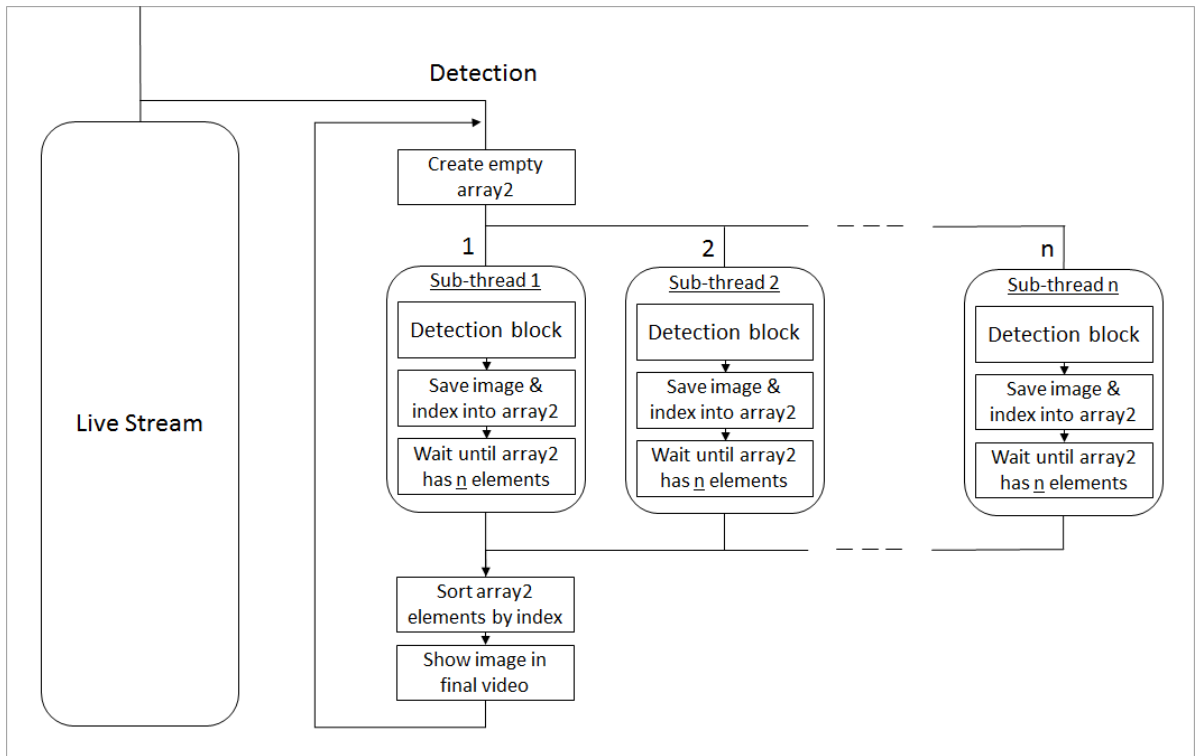 Detection
Create empty
array2
1
2
n
Sub-thread 1
Detection block
Save image &
index into array2
Wait until array2
has n elements
Sub-thread 2
Detection block
Save image &
index into array2
Wait until array2
has n elements
Sub-thread n
Detection block
Save image &
index into array2
Wait until array2
has n elements
Live Stream
Sort array2
elements by index
Show image in
final video